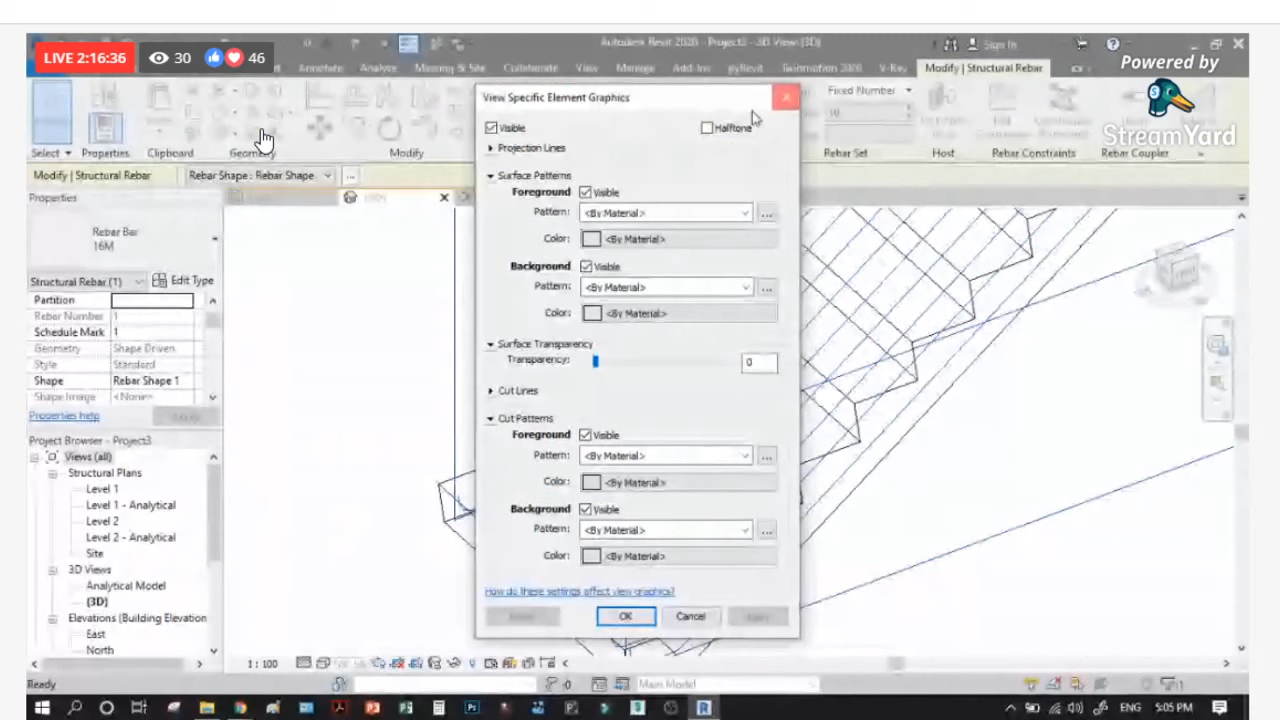 LIVE 2:16:36
30
46
Autodesk Revit 2020 - Project3 - 3D View: {3D}
Sign In
Annotate Analyze Massing & Site Collaborate View Manage Add-Ins pyRevit V-Ray Modify | Structural Rebar
Powered by
StreamYard
Select Properties Clipboard Geometry Modify
Fixed Number
Rebar Set Host Rebar Constraints Rebar Coupler
Modify | Structural Rebar
Rebar Shape : Rebar Shape
...
Properties
Rebar Bar
16M
Structural Rebar (1)
Edit Type
Partition
Rebar Number 1
Schedule Mark 1
Geometry Shape Driven
Style Standard
Shape Rebar Shape 1
Shape Image <None>
Properties help
Project Browser - Project3
Views (all)
Structural Plans
Level 1
Level 1 - Analytical
Level 2
Level 2 - Analytical
Site
3D Views
Analytical Model
{3D}
Elevations (Building Elevation
East
North
View Specific Element Graphics
Visible
Halftone
Projection Lines
Surface Patterns
Foreground Visible
Pattern: <By Material> ...
Color: <By Material>
Background Visible
Pattern: <By Material> ...
Color: <By Material>
Surface Transparency
Transparency: 0
Cut Lines
Cut Patterns
Foreground Visible
Pattern: <By Material> ...
Color: <By Material>
Background Visible
Pattern: <By Material> ...
Color: <By Material>
How do these settings affect view graphics?
OK
Cancel
1 : 100
Ready
:0
Main Model
ENG
5:05 PM